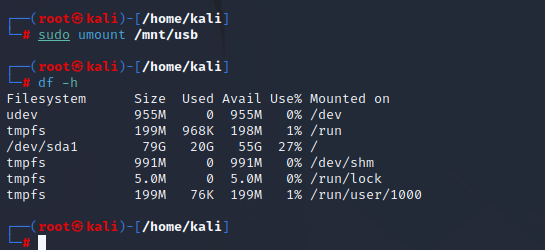 ┌──(root㉿kali)-[/home/kali]
└─# sudo umount /mnt/usb
┌──(root㉿kali)-[/home/kali]
└─# df -h
Filesystem      Size  Used Avail Use% Mounted on
udev            955M     0  955M   0% /dev
tmpfs           199M  968K  198M   1% /run
/dev/sda1        79G   20G   55G  27% /
tmpfs           991M     0  991M   0% /dev/shm
tmpfs           5.0M     0  5.0M   0% /run/lock
tmpfs           199M   76K  199M   1% /run/user/1000
┌──(root㉿kali)-[/home/kali]
└─#